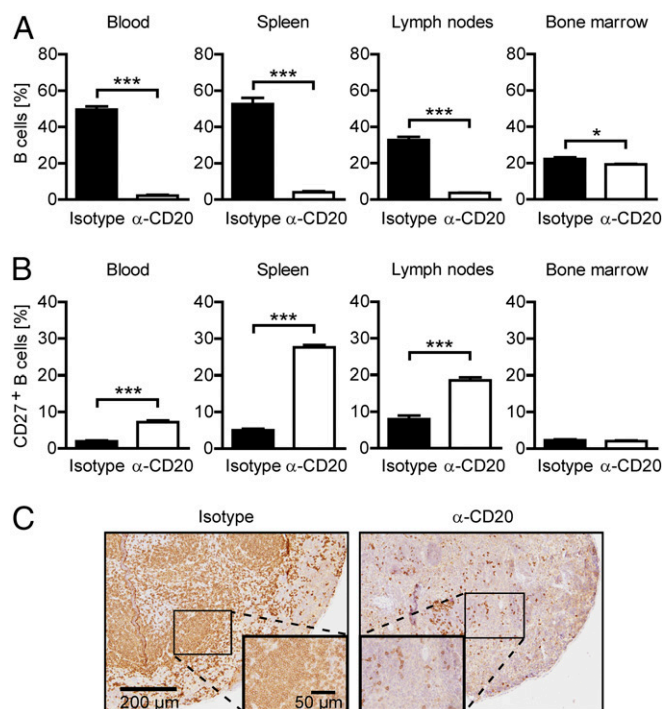 A
Blood Spleen Lymph nodes Bone marrow
B cells [%]
80 80 80 80
60 60 60 60
40 40 40 40
20 20 20 20
0 0 0 0
*** *** *** *
Isotype α-CD20 Isotype α-CD20 Isotype α-CD20 Isotype α-CD20
B
Blood Spleen Lymph nodes Bone marrow
CD27+ B cells [%]
40 40 40 40
30 30 30 30
20 20 20 20
10 10 10 10
0 0 0 0
*** *** ***
Isotype α-CD20 Isotype α-CD20 Isotype α-CD20 Isotype α-CD20
C
Isotype α-CD20
200 μm 50 μm